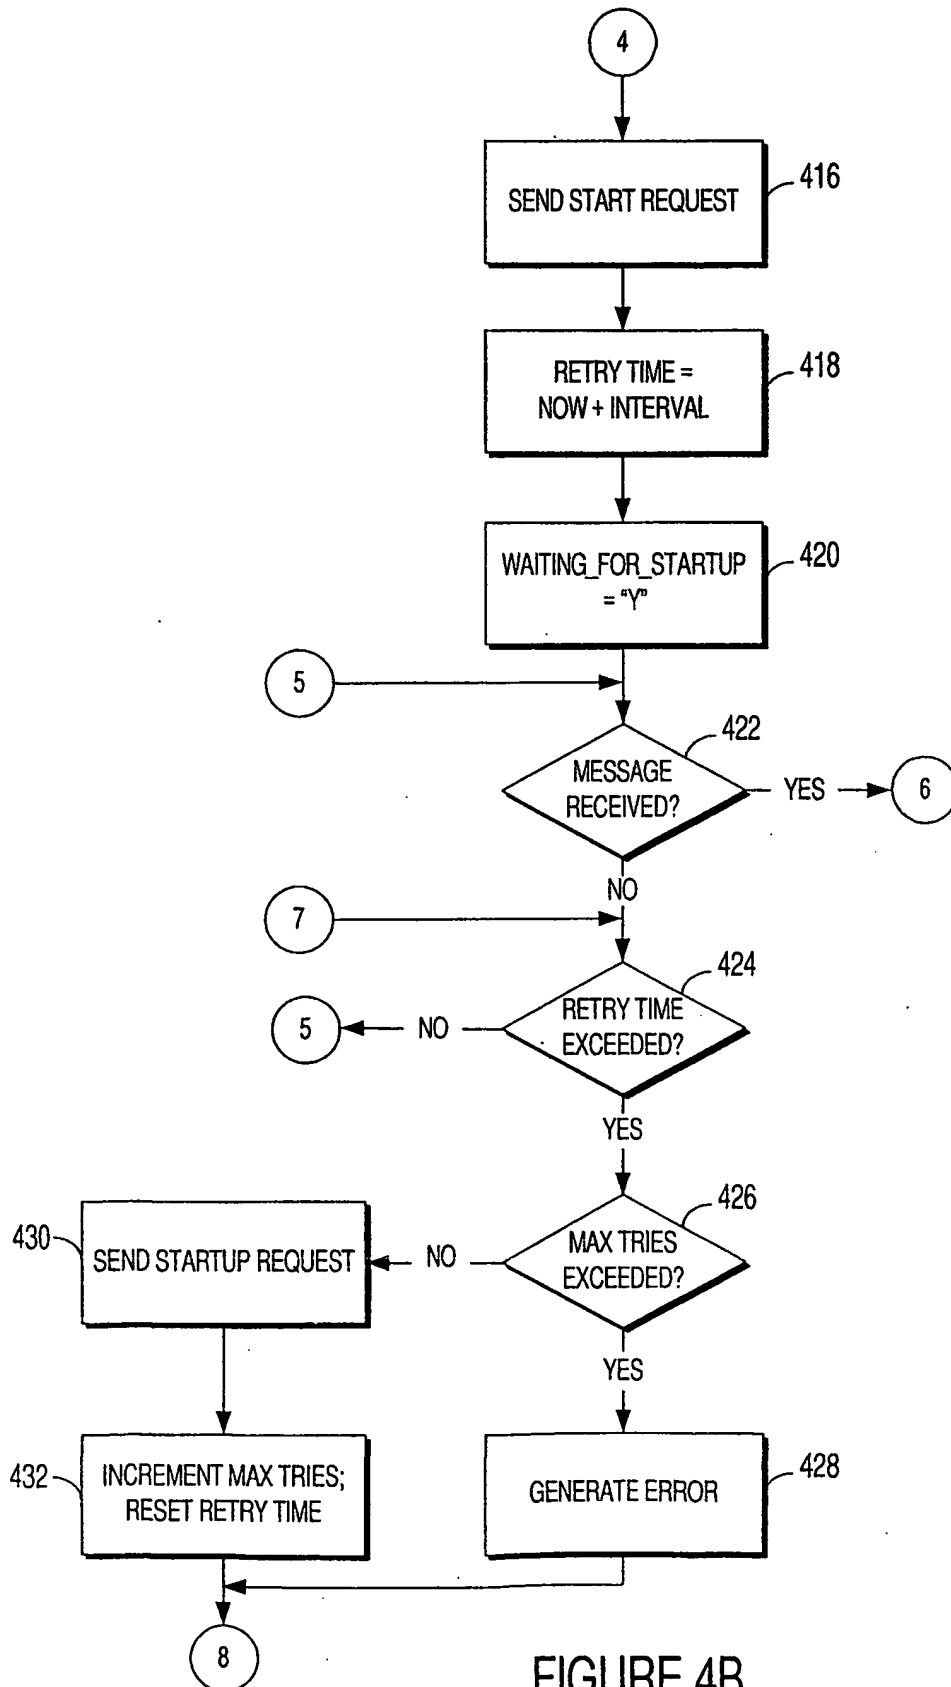 4
SEND START REQUEST
416
RETRY TIME =
NOW + INTERVAL
418
WAITING_FOR_STARTUP
= "Y"
420
5
422
MESSAGE
RECEIVED?
YES
6
NO
7
424
RETRY TIME
EXCEEDED?
NO
5
YES
426
MAX TRIES
EXCEEDED?
NO
430
SEND STARTUP REQUEST
YES
432
INCREMENT MAX TRIES;
RESET RETRY TIME
GENERATE ERROR
428
8
FIGURE 4B